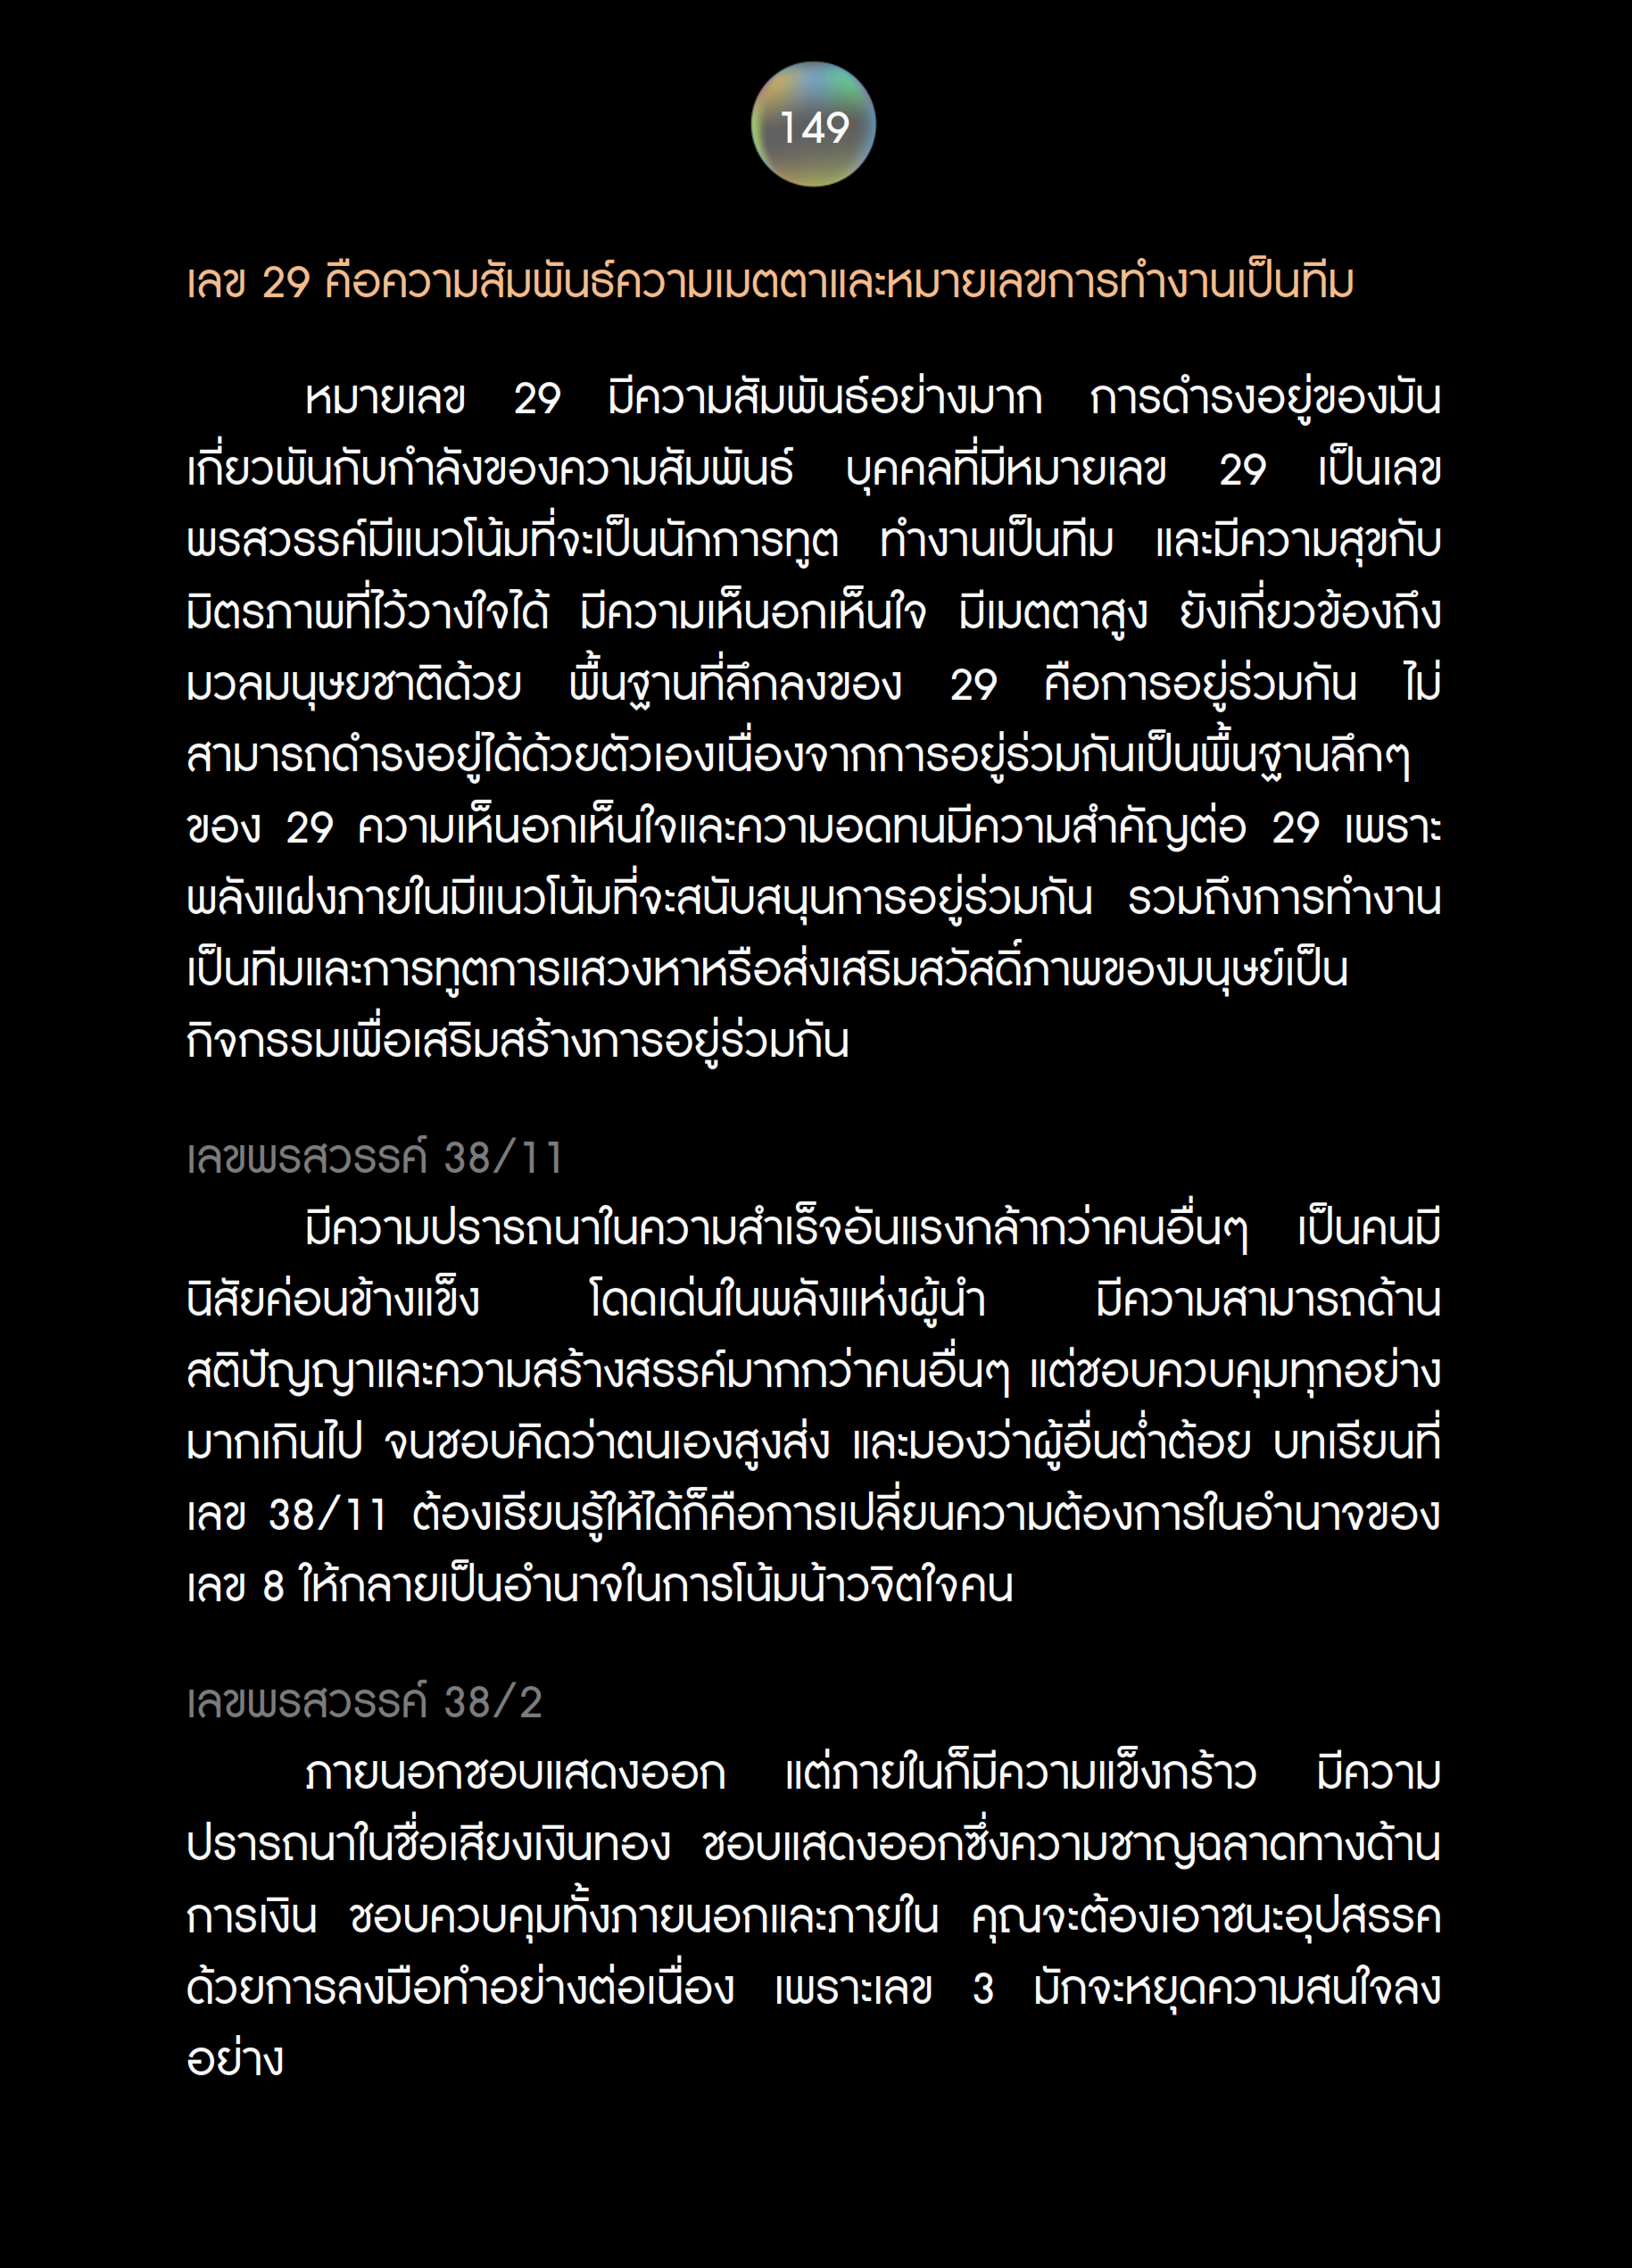 149
เลข 29 คือความสัมพันธ์ความเมตตาและหมายเลขการทำงานเป็นทีม
หมายเลข 29 มีความสัมพันธ์อย่างมาก การดำรงอยู่ของมัน
เกี่ยวพันกับกำลังของความสัมพันธ์ บุคคลที่มีหมายเลข 29 เป็นเลข
พรสวรรค์มีแนวโน้มที่จะเป็นนักการทูต ทำงานเป็นทีม และมีความสุขกับ
มิตรภาพที่ไว้วางใจได้ มีความเห็นอกเห็นใจ มีเมตตาสูง ยังเกี่ยวข้องถึง
มวลมนุษยชาติด้วย พื้นฐานที่ลึกลงของ 29 คือการอยู่ร่วมกัน ไม่
สามารถดำรงอยู่ได้ด้วยตัวเองเนื่องจากการอยู่ร่วมกันเป็นพื้นฐานลึกๆ
ของ 29 ความเห็นอกเห็นใจและความอดทนมีความสำคัญต่อ 29 เพราะ
พลังแฝงภายในมีแนวโน้มที่จะสนับสนุนการอยู่ร่วมกัน รวมถึงการทำงาน
เป็นทีมและการทูตการแสวงหาหรือส่งเสริมสวัสดิ์ภาพของมนุษย์เป็น
กิจกรรมเพื่อเสริมสร้างการอยู่ร่วมกัน
เลขพรสวรรค์ 38/11
มีความปรารถนาในความสำเร็จอันแรงกล้ากว่าคนอื่นๆ เป็นคนมี
นิสัยค่อนข้างแข็ง โดดเด่นในพลังแห่งผู้นำ มีความสามารถด้าน
สติปัญญาและความสร้างสรรค์มากกว่าคนอื่นๆ แต่ชอบควบคุมทุกอย่าง
มากเกินไป จนชอบคิดว่าตนเองสูงส่ง และมองว่าผู้อื่นต่ำต้อย บทเรียนที่
เลข 38/11 ต้องเรียนรู้ให้ได้ก็คือการเปลี่ยนความต้องการในอำนาจของ
เลข 8 ให้กลายเป็นอำนาจในการโน้มน้าวจิตใจคน
เลขพรสวรรค์ 38/2
ภายนอกชอบแสดงออก แต่ภายในก็มีความแข็งกร้าว มีความ
ปรารถนาในชื่อเสียงเงินทอง ชอบแสดงออกซึ่งความชาญฉลาดทางด้าน
การเงิน ชอบควบคุมทั้งภายนอกและภายใน คุณจะต้องเอาชนะอุปสรรค
ด้วยการลงมือทำอย่างต่อเนื่อง เพราะเลข 3 มักจะหยุดความสนใจลง
อย่าง